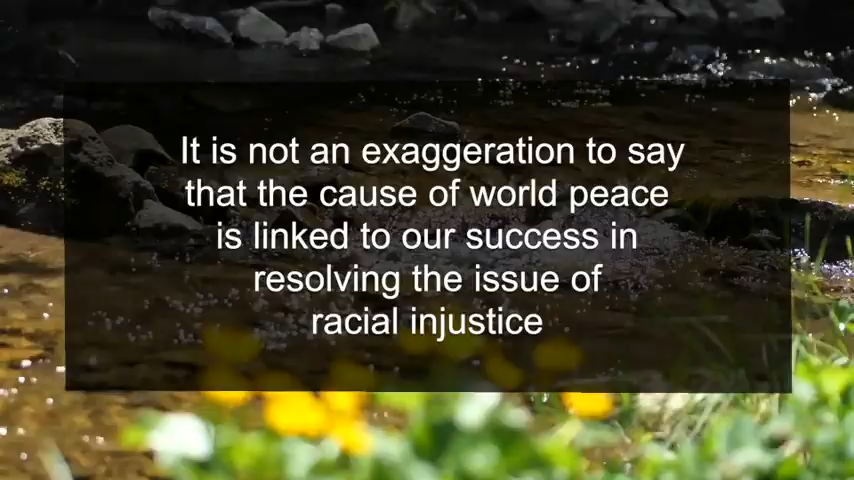 It is not an exaggeration to say
that the cause of world peace
is linked to our success in
resolving the issue of
racial injustice